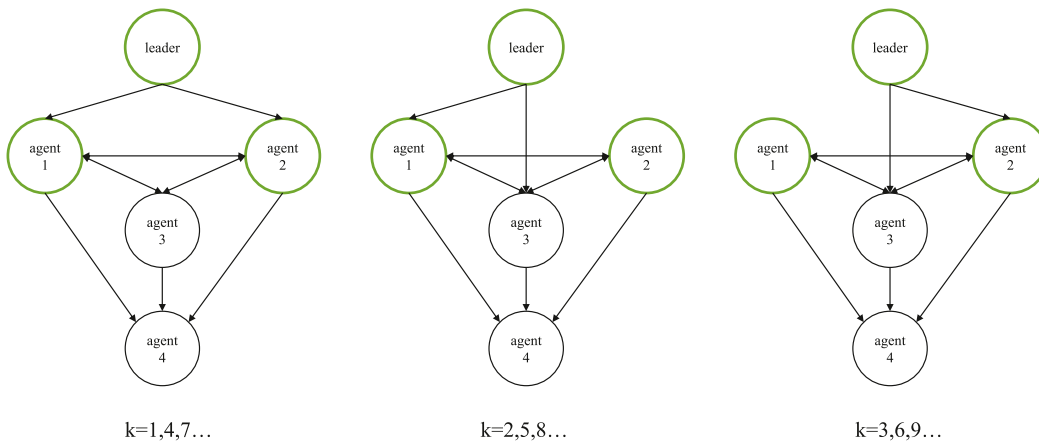 leader
agent
1
agent
2
agent
3
agent
4
k=1,4,7...
leader
agent
1
agent
2
agent
3
agent
4
k=2,5,8...
leader
agent
1
agent
2
agent
3
agent
4
k=3,6,9...